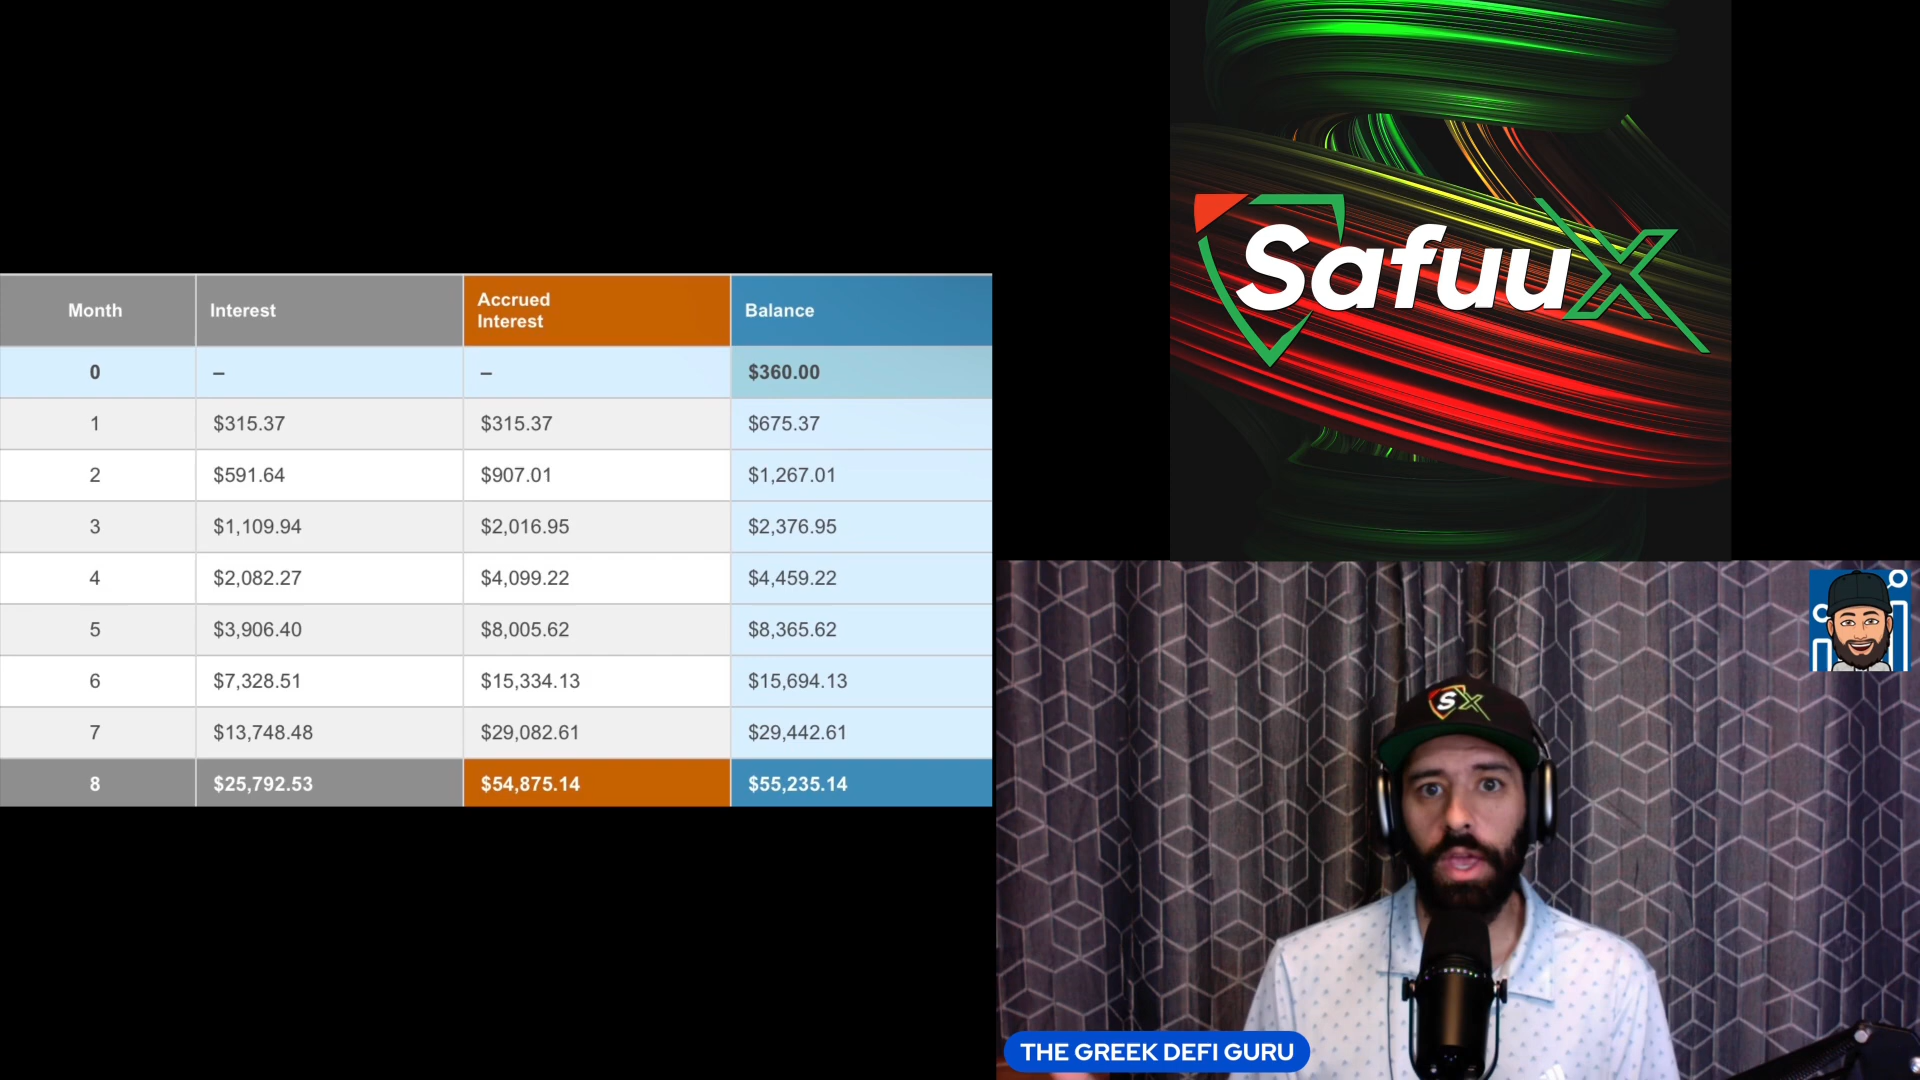 Month Interest Accrued Interest Balance
0 – – $360.00
1 $315.37 $315.37 $675.37
2 $591.64 $907.01 $1,267.01
3 $1,109.94 $2,016.95 $2,376.95
4 $2,082.27 $4,099.22 $4,459.22
5 $3,906.40 $8,005.62 $8,365.62
6 $7,328.51 $15,334.13 $15,694.13
7 $13,748.48 $29,082.61 $29,442.61
8 $25,792.53 $54,875.14 $55,235.14
SafuuX
SX
THE GREEK DEFI GURU